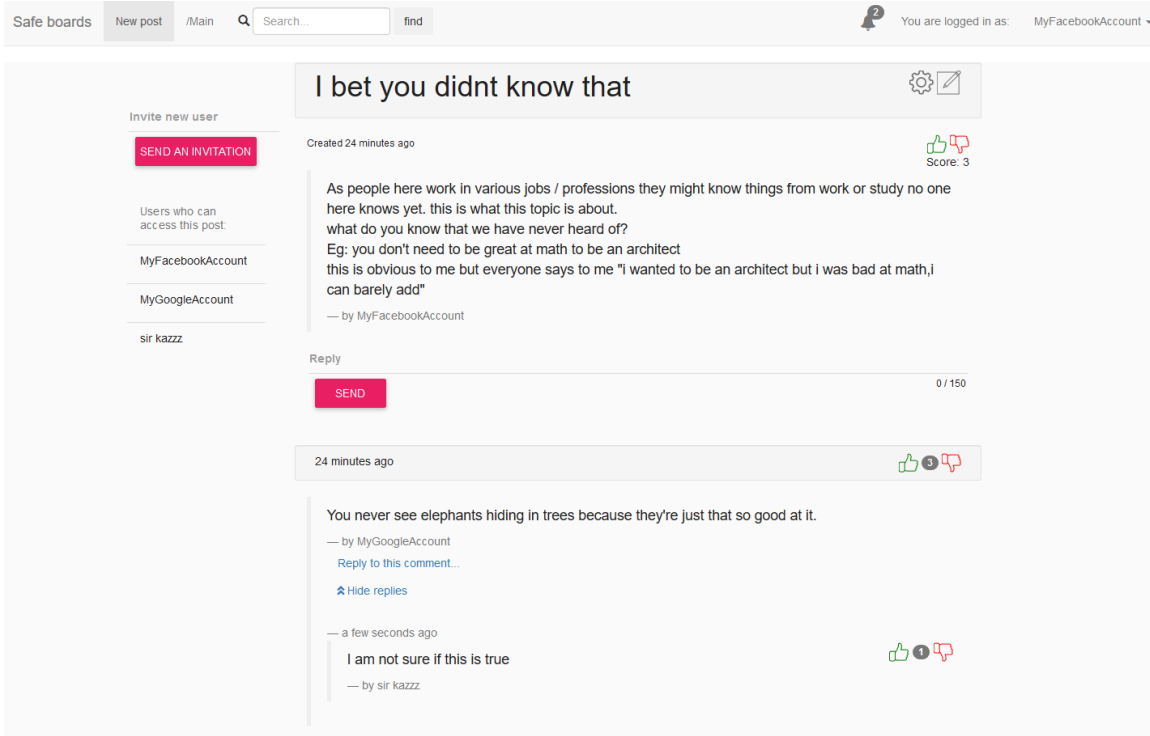 Safe boards New post /Main Search... find 2 You are logged in as: MyFacebookAccount
I bet you didnt know that
Invite new user
SEND AN INVITATION
Users who can
access this post:
MyFacebookAccount
MyGoogleAccount
sir kazzz
Created 24 minutes ago
Score: 3
As people here work in various jobs / professions they might know things from work or study no one
here knows yet. this is what this topic is about.
what do you know that we have never heard of?
Eg: you don't need to be great at math to be an architect
this is obvious to me but everyone says to me "i wanted to be an architect but i was bad at math,i
can barely add"
— by MyFacebookAccount
Reply
SEND
0 / 150
24 minutes ago 3
You never see elephants hiding in trees because they're just that so good at it.
— by MyGoogleAccount
Reply to this comment...
Hide replies
— a few seconds ago
I am not sure if this is true 1
— by sir kazzz